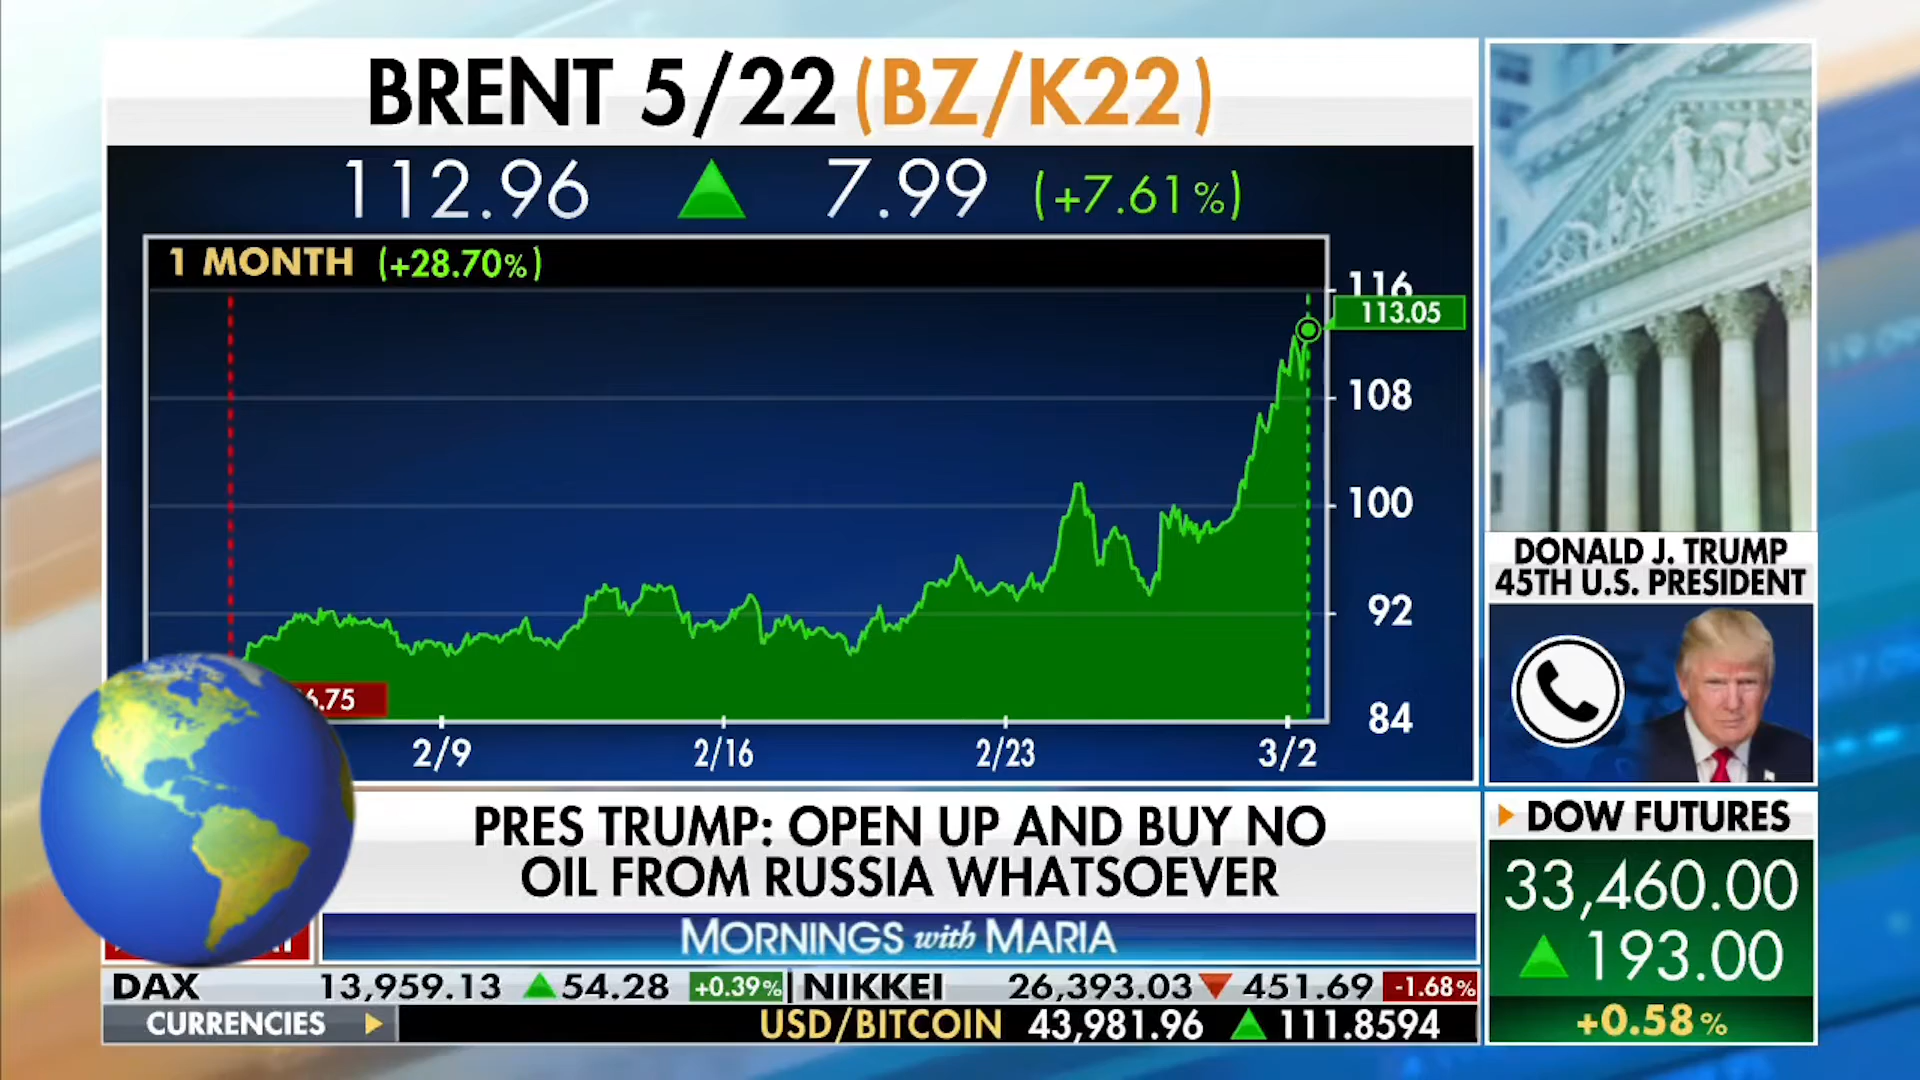 BRENT 5/22 (BZ/K22)
112.96 ▲ 7.99 (+7.61%)
1 MONTH (+28.70%)
116
113.05
108
100
92
84
6.75
2/9 2/16 2/23 3/2
DONALD J. TRUMP
45TH U.S. PRESIDENT
PRES TRUMP: OPEN UP AND BUY NO
OIL FROM RUSSIA WHATSOEVER
MORNINGS with MARIA
DOW FUTURES
33,460.00
▲ 193.00
+0.58%
DAX 13,959.13 ▲ 54.28 +0.39% NIKKEI 26,393.03 ▼ 451.69 -1.68%
CURRENCIES USD/BITCOIN 43,981.96 ▲ 111.8594